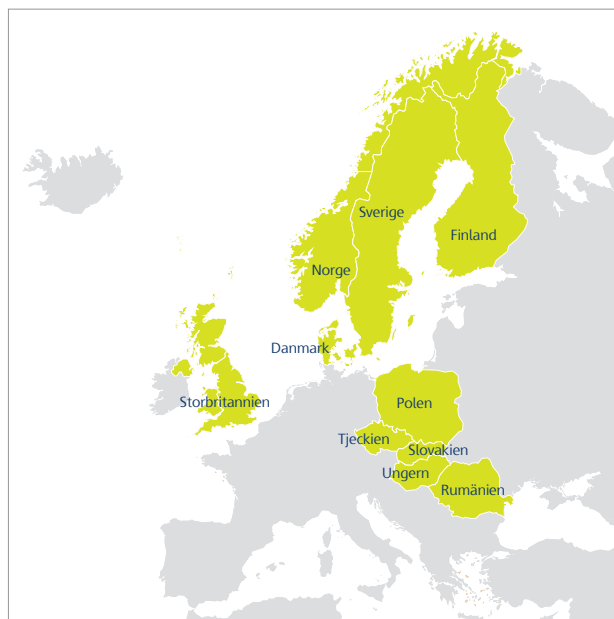 Sverige
Finland
Norge
Danmark
Storbritannien
Polen
Tjeckien
Slovakien
Ungern
Rumänien